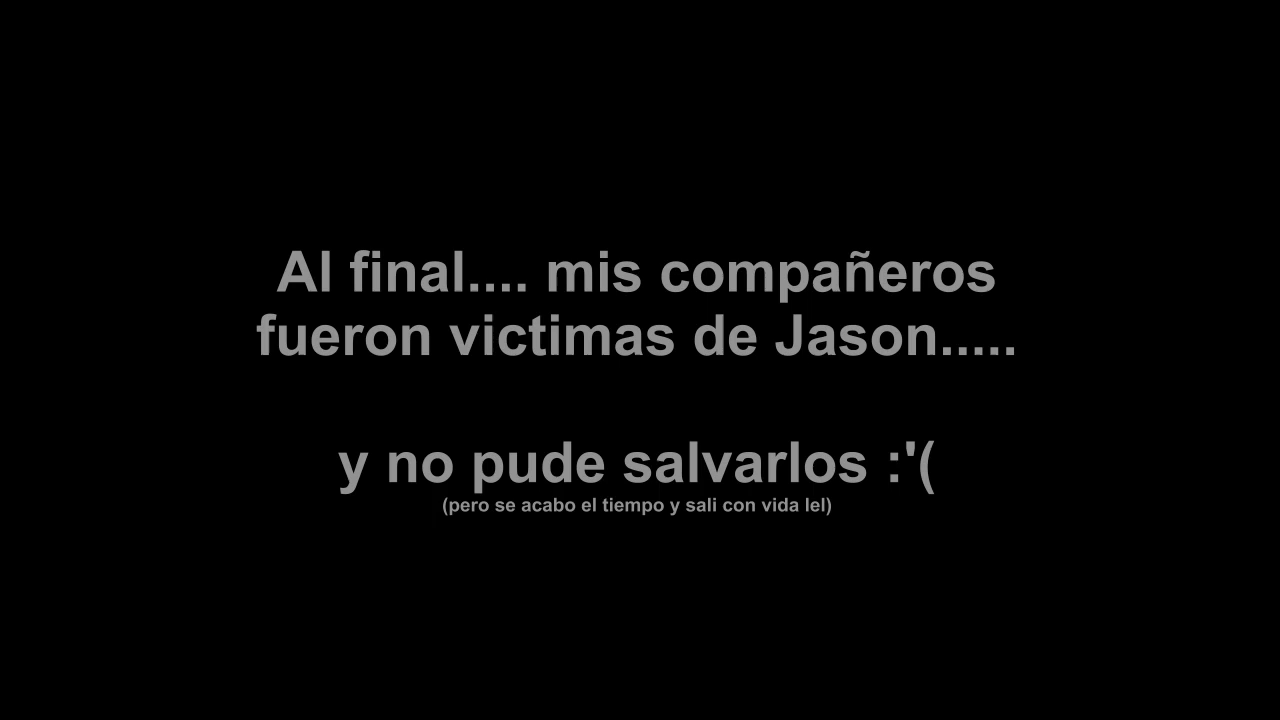 Al final.... mis compañeros
fueron victimas de Jason.....
y no pude salvarlos :'(
(pero se acabo el tiempo y sali con vida lel)